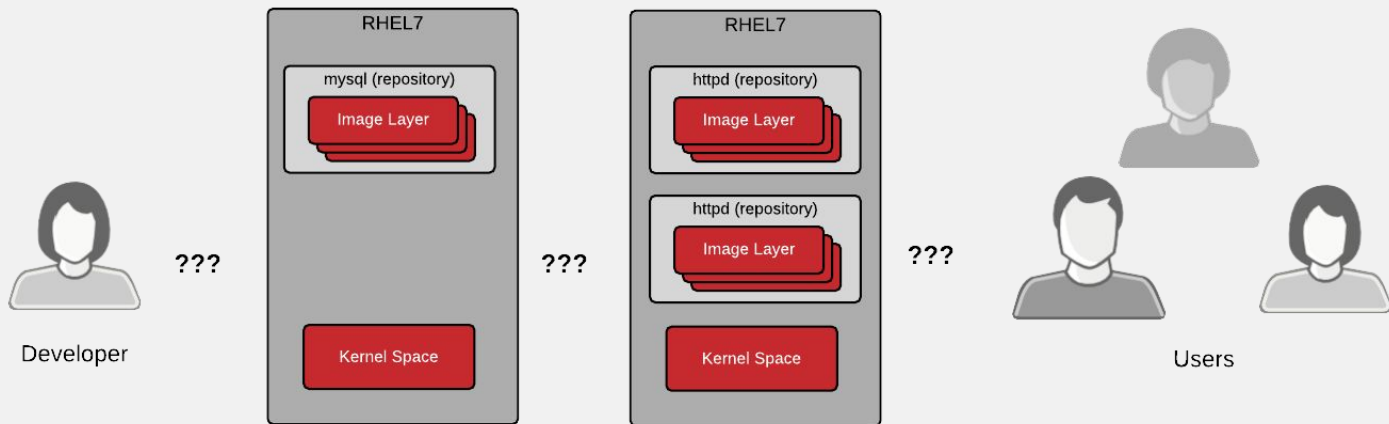 RHEL7
mysql (repository)
Image Layer
Kernel Space
RHEL7
httpd (repository)
Image Layer
httpd (repository)
Image Layer
Kernel Space
???
???
???
Developer
Users